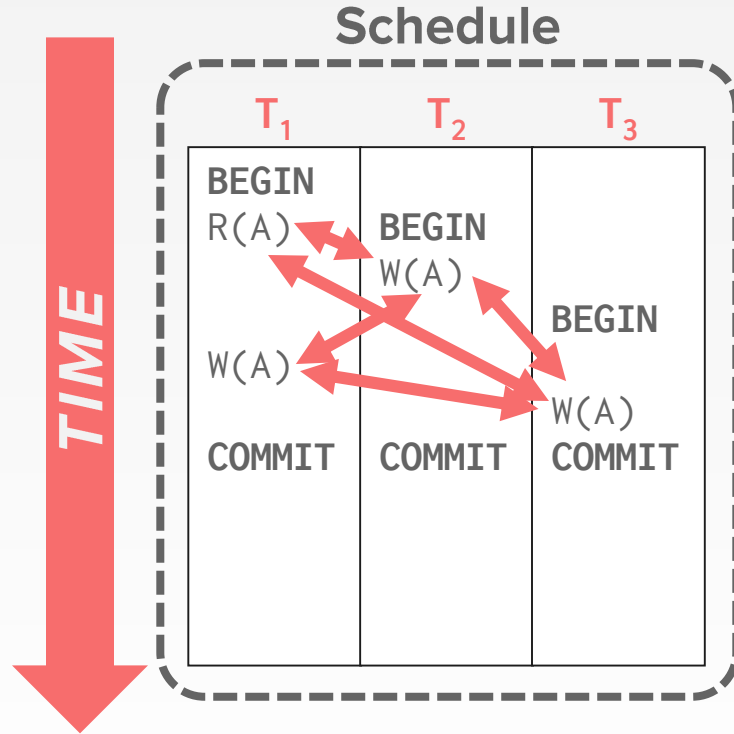 Schedule
TIME
T1 T2 T3
BEGIN
R(A) BEGIN
W(A)
BEGIN
W(A)
W(A)
COMMIT COMMIT COMMIT